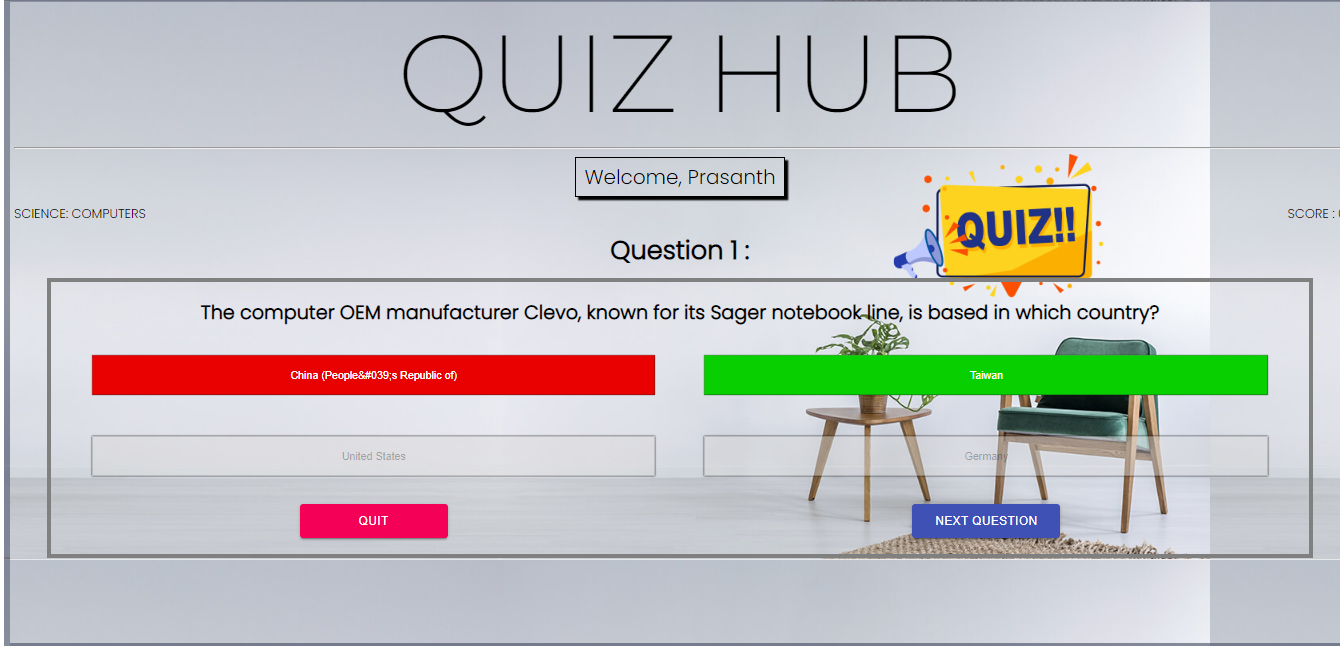 QUIZ HUB
Welcome, Prasanth
QUIZ!!
SCIENCE: COMPUTERS
SCORE :
Question 1 :
The computer OEM manufacturer Clevo, known for its Sager notebook line, is based in which country?
China (People&#039;s Republic of)
Taiwan
United States
Germany
QUIT
NEXT QUESTION